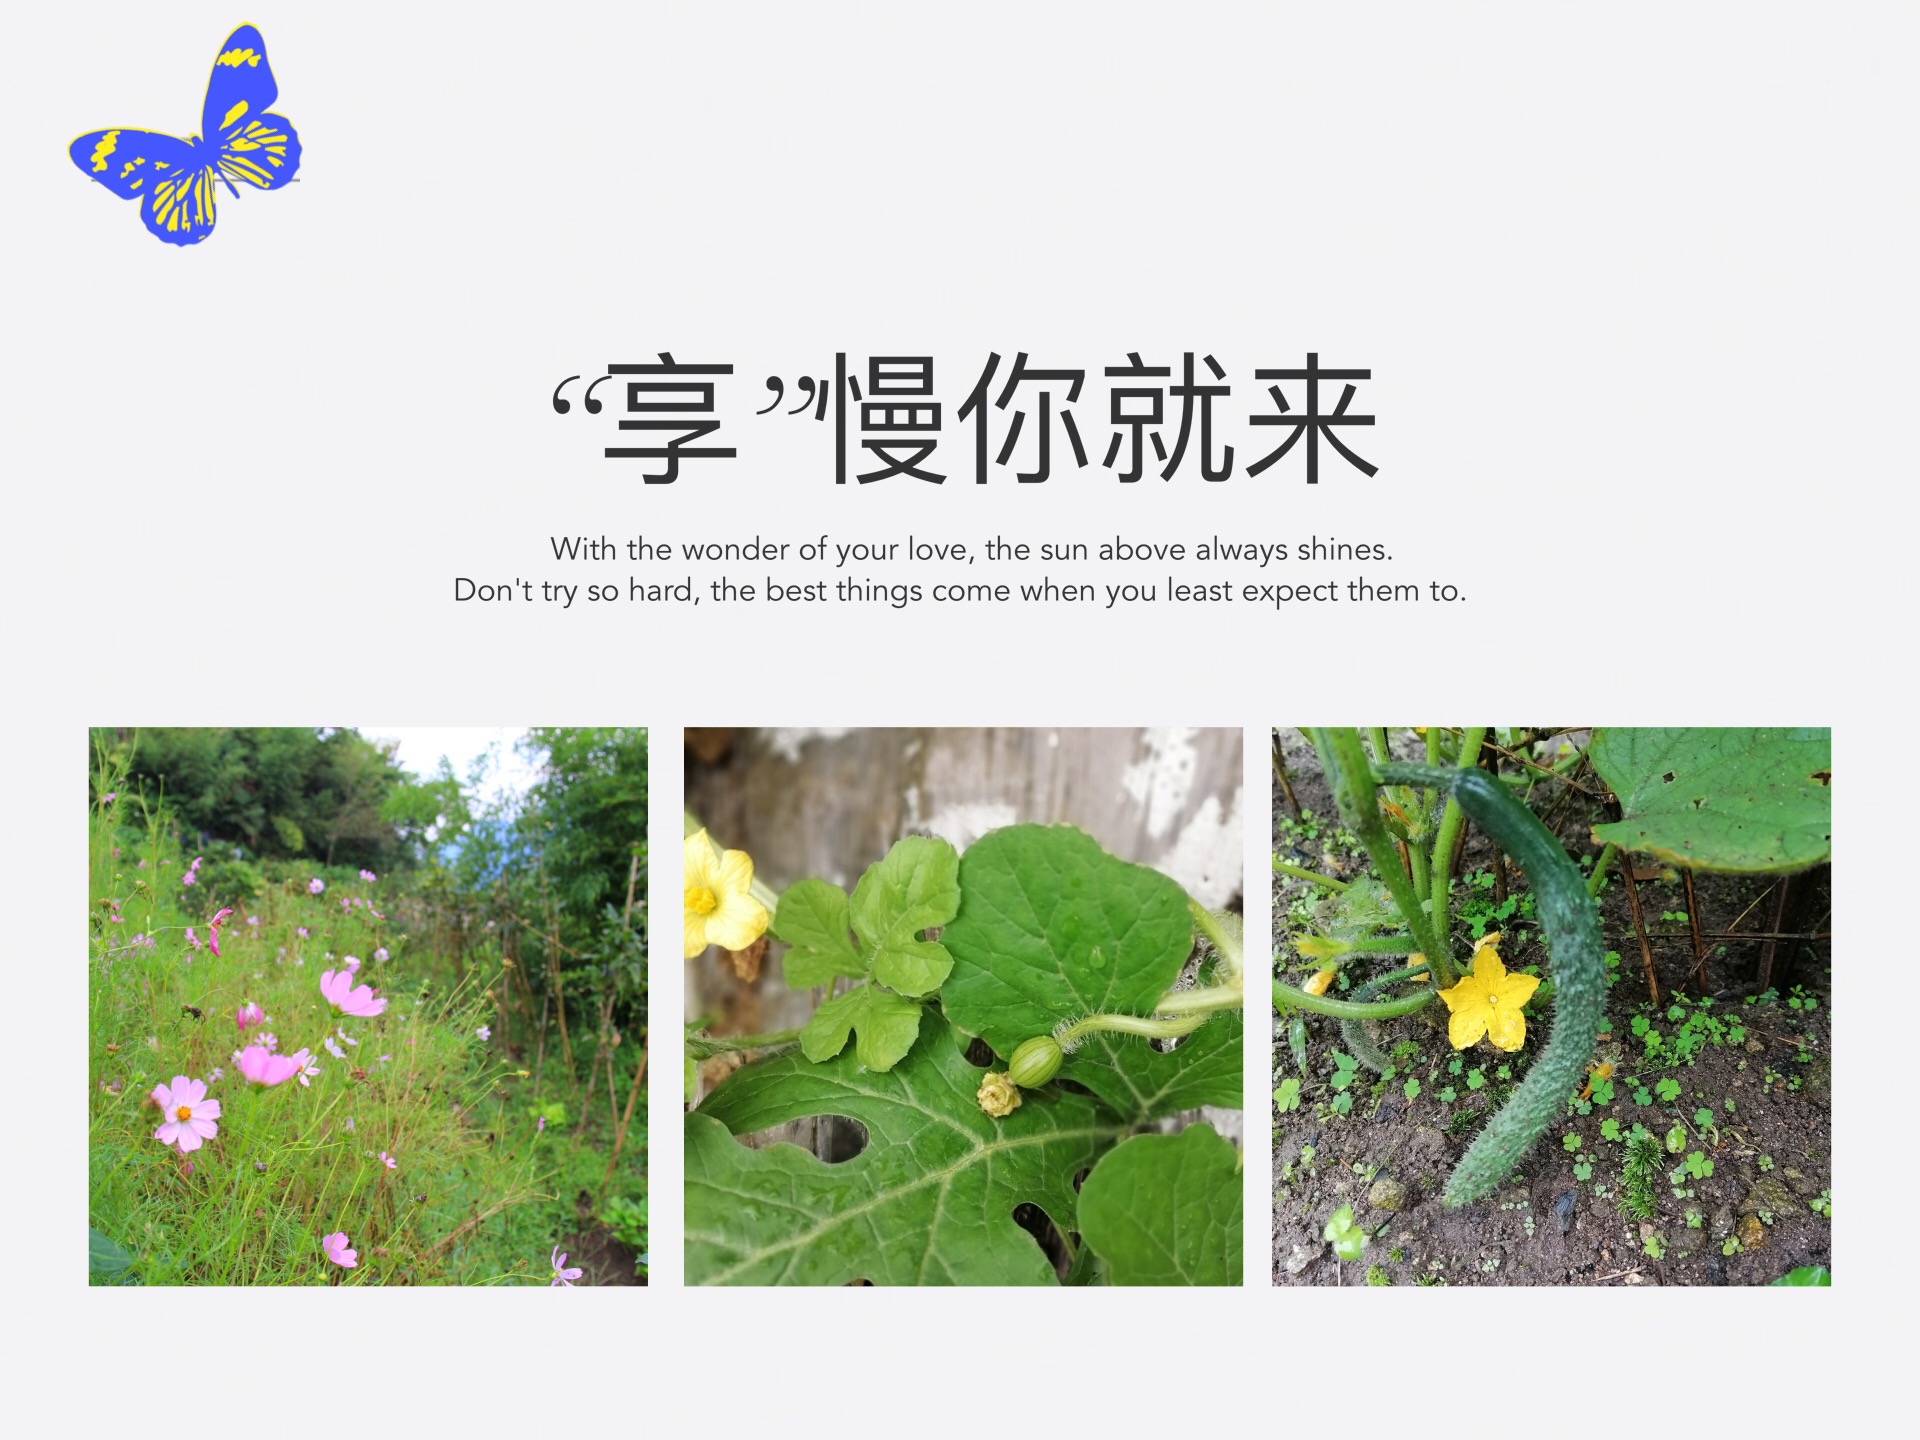 “享”慢你就来
With the wonder of your love, the sun above always shines.
Don't try so hard, the best things come when you least expect them to.